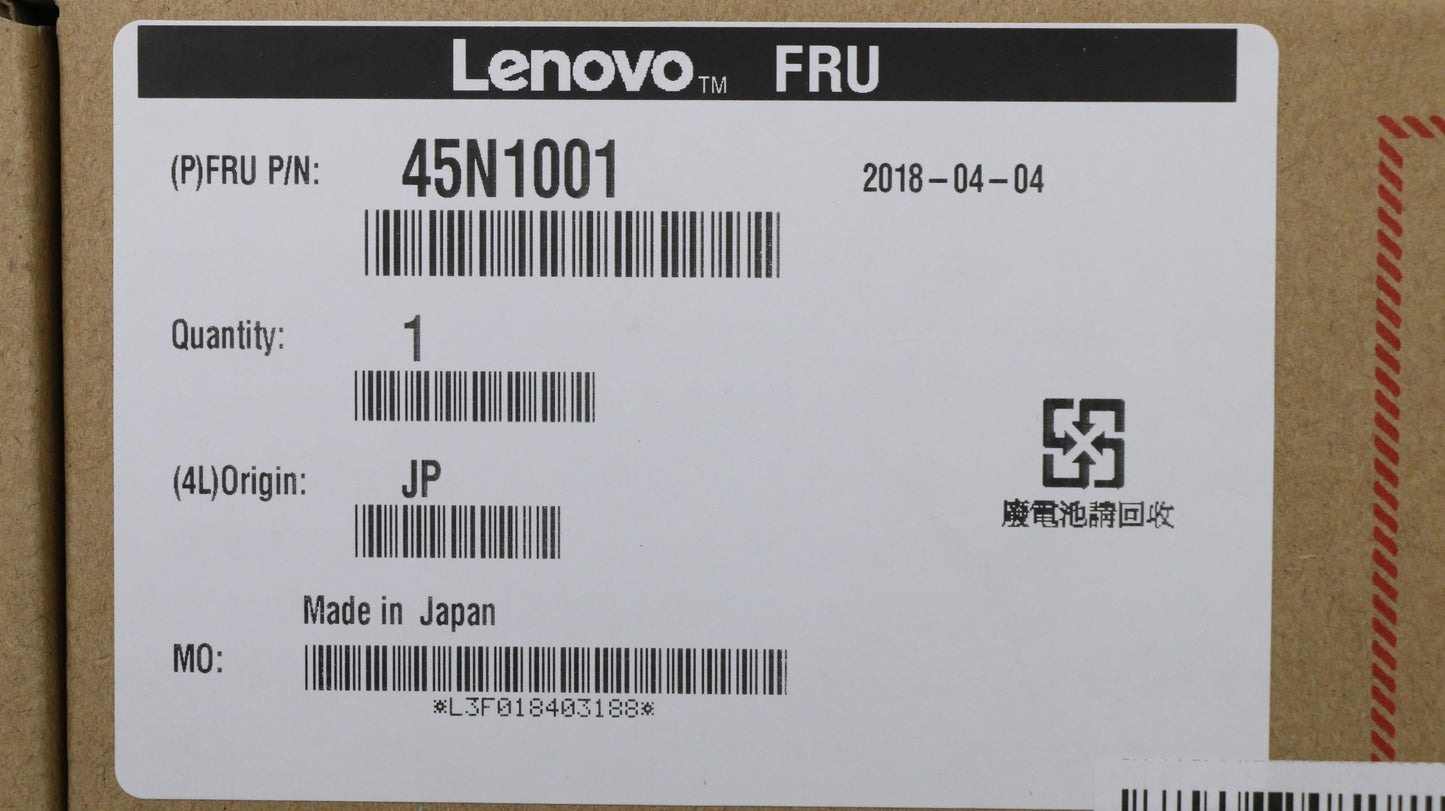 Lenovo™ FRU
(P)FRU P/N: 45N1001 2018-04-04
Quantity: 1
(4L)Origin: JP
廢電池請回收
Made in Japan
MO:
*L3F018403188*